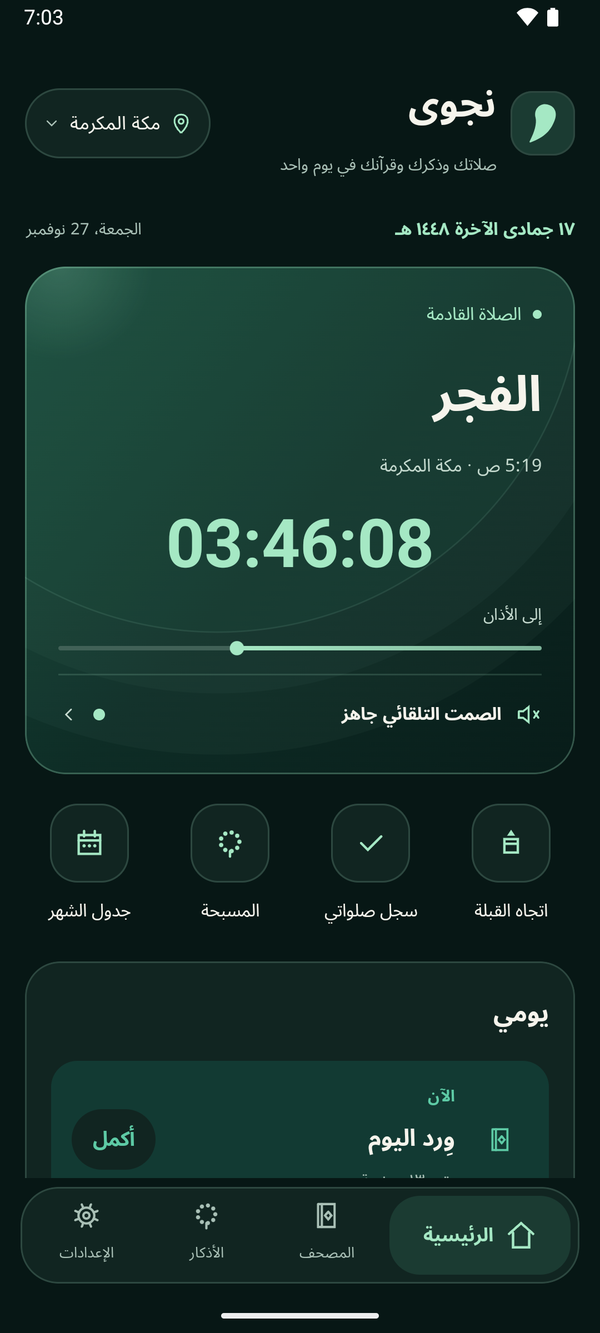 7:03
نجوى
صلاتك وذكرك وقرآنك في يوم واحد
مكة المكرمة
١٧ جمادى الآخرة ١٤٤٨ هـ
الجمعة، 27 نوفمبر
الصلاة القادمة
الفجر
5:19 ص · مكة المكرمة
03:46:08
إلى الأذان
الصمت التلقائي جاهز
اتجاه القبلة
سجل صلواتي
المسبحة
جدول الشهر
يومي
الآن
وِرد اليوم
أكمل
الرئيسية
المصحف
الأذكار
الإعدادات